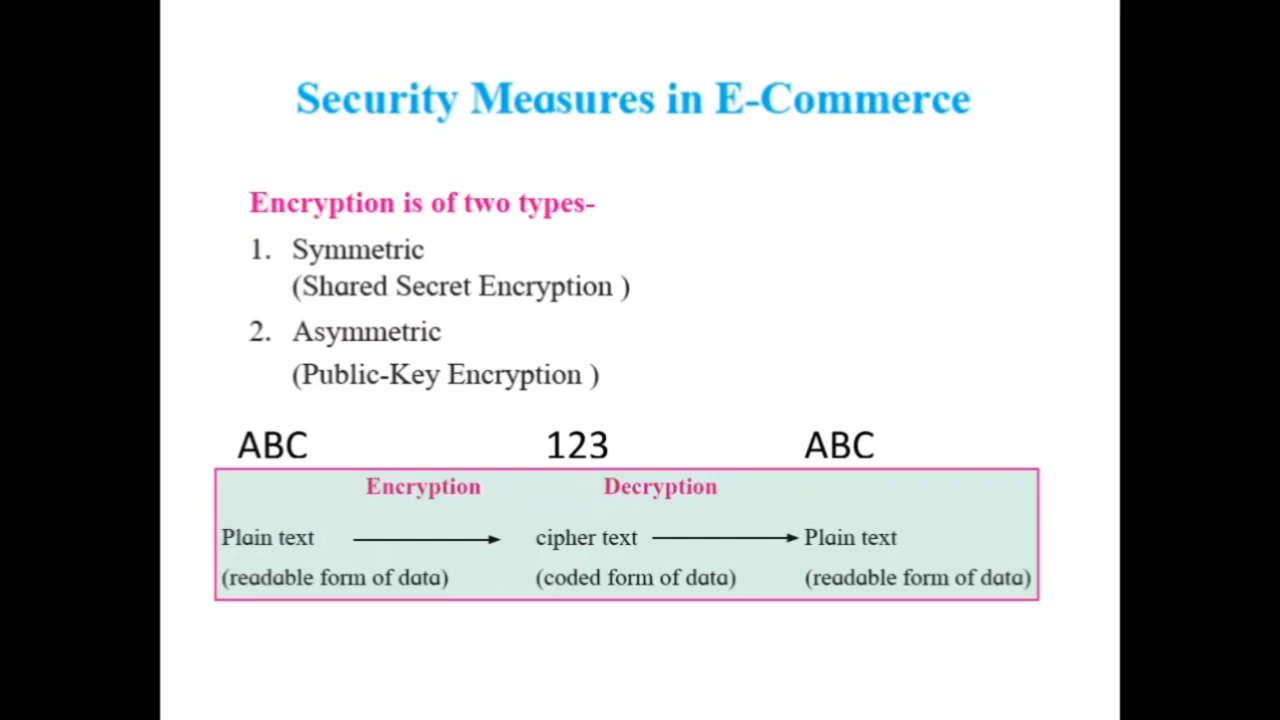 Security Measures in E-Commerce
Encryption is of two types-
1. Symmetric
(Shared Secret Encryption )
2. Asymmetric
(Public-Key Encryption )
ABC 123 ABC
Encryption Decryption
Plain text cipher text Plain text
(readable form of data) (coded form of data) (readable form of data)